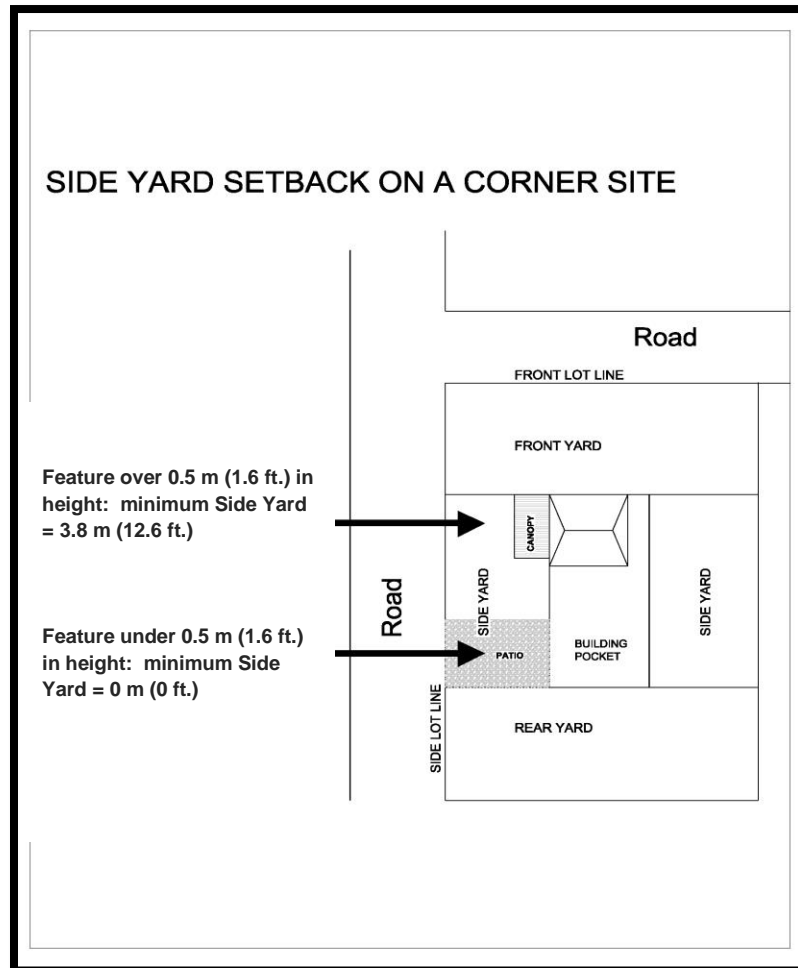 SIDE YARD SETBACK ON A CORNER SITE
Road
FRONT LOT LINE
FRONT YARD
Feature over 0.5 m (1.6 ft.) in
height: minimum Side Yard
= 3.8 m (12.6 ft.)
CANOPY
SIDE YARD
SIDE YARD
Road
Feature under 0.5 m (1.6 ft.)
in height: minimum Side
Yard = 0 m (0 ft.)
PATIO
BUILDING
POCKET
SIDE LOT LINE
REAR YARD